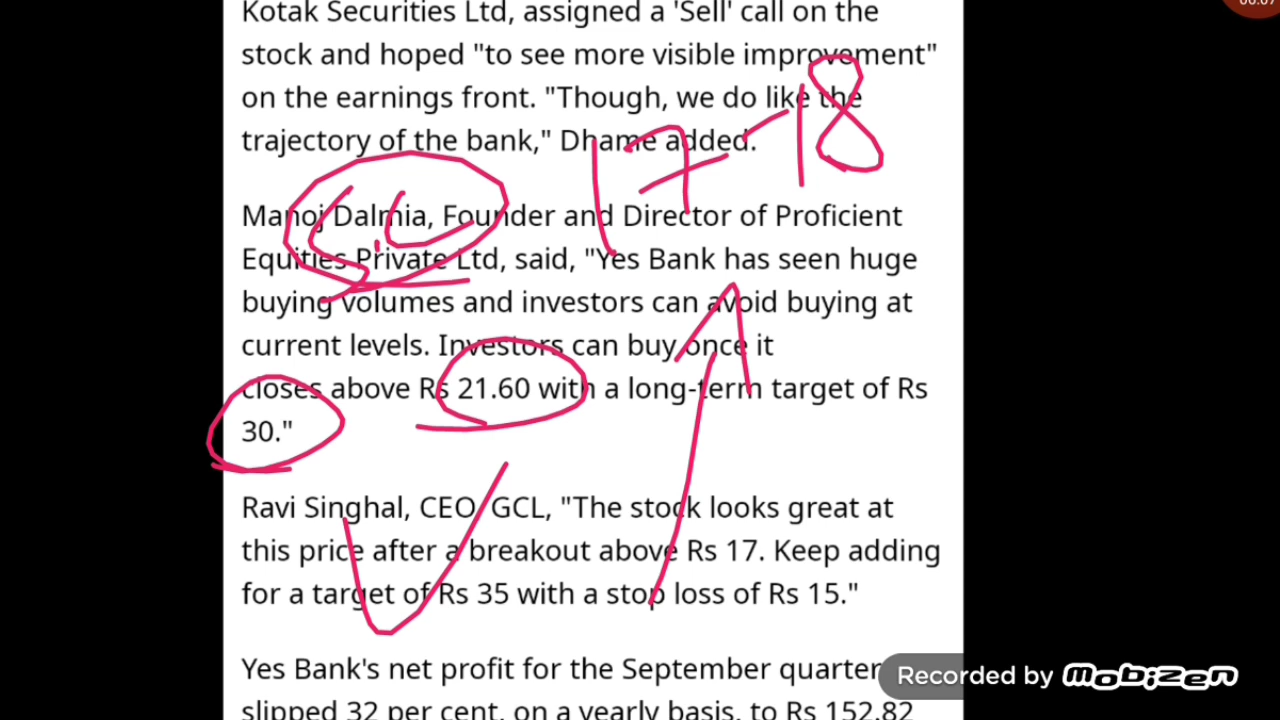 Kotak Securities Ltd, assigned a 'Sell' call on the
stock and hoped "to see more visible improvement"
on the earnings front. "Though, we do like the
trajectory of the bank," Dhame added.
17-18
Manoj Dalmia, Founder and Director of Proficient
Equities Private Ltd, said, "Yes Bank has seen huge
buying volumes and investors can avoid buying at
current levels. Investors can buy once it
closes above Rs 21.60 with a long-term target of Rs
30."
Ravi Singhal, CEO, GCL, "The stock looks great at
this price after a breakout above Rs 17. Keep adding
for a target of Rs 35 with a stop loss of Rs 15."
Yes Bank's net profit for the September quarter
slipped 32 per cent, on a yearly basis, to Rs 152.82
Recorded by mobizen